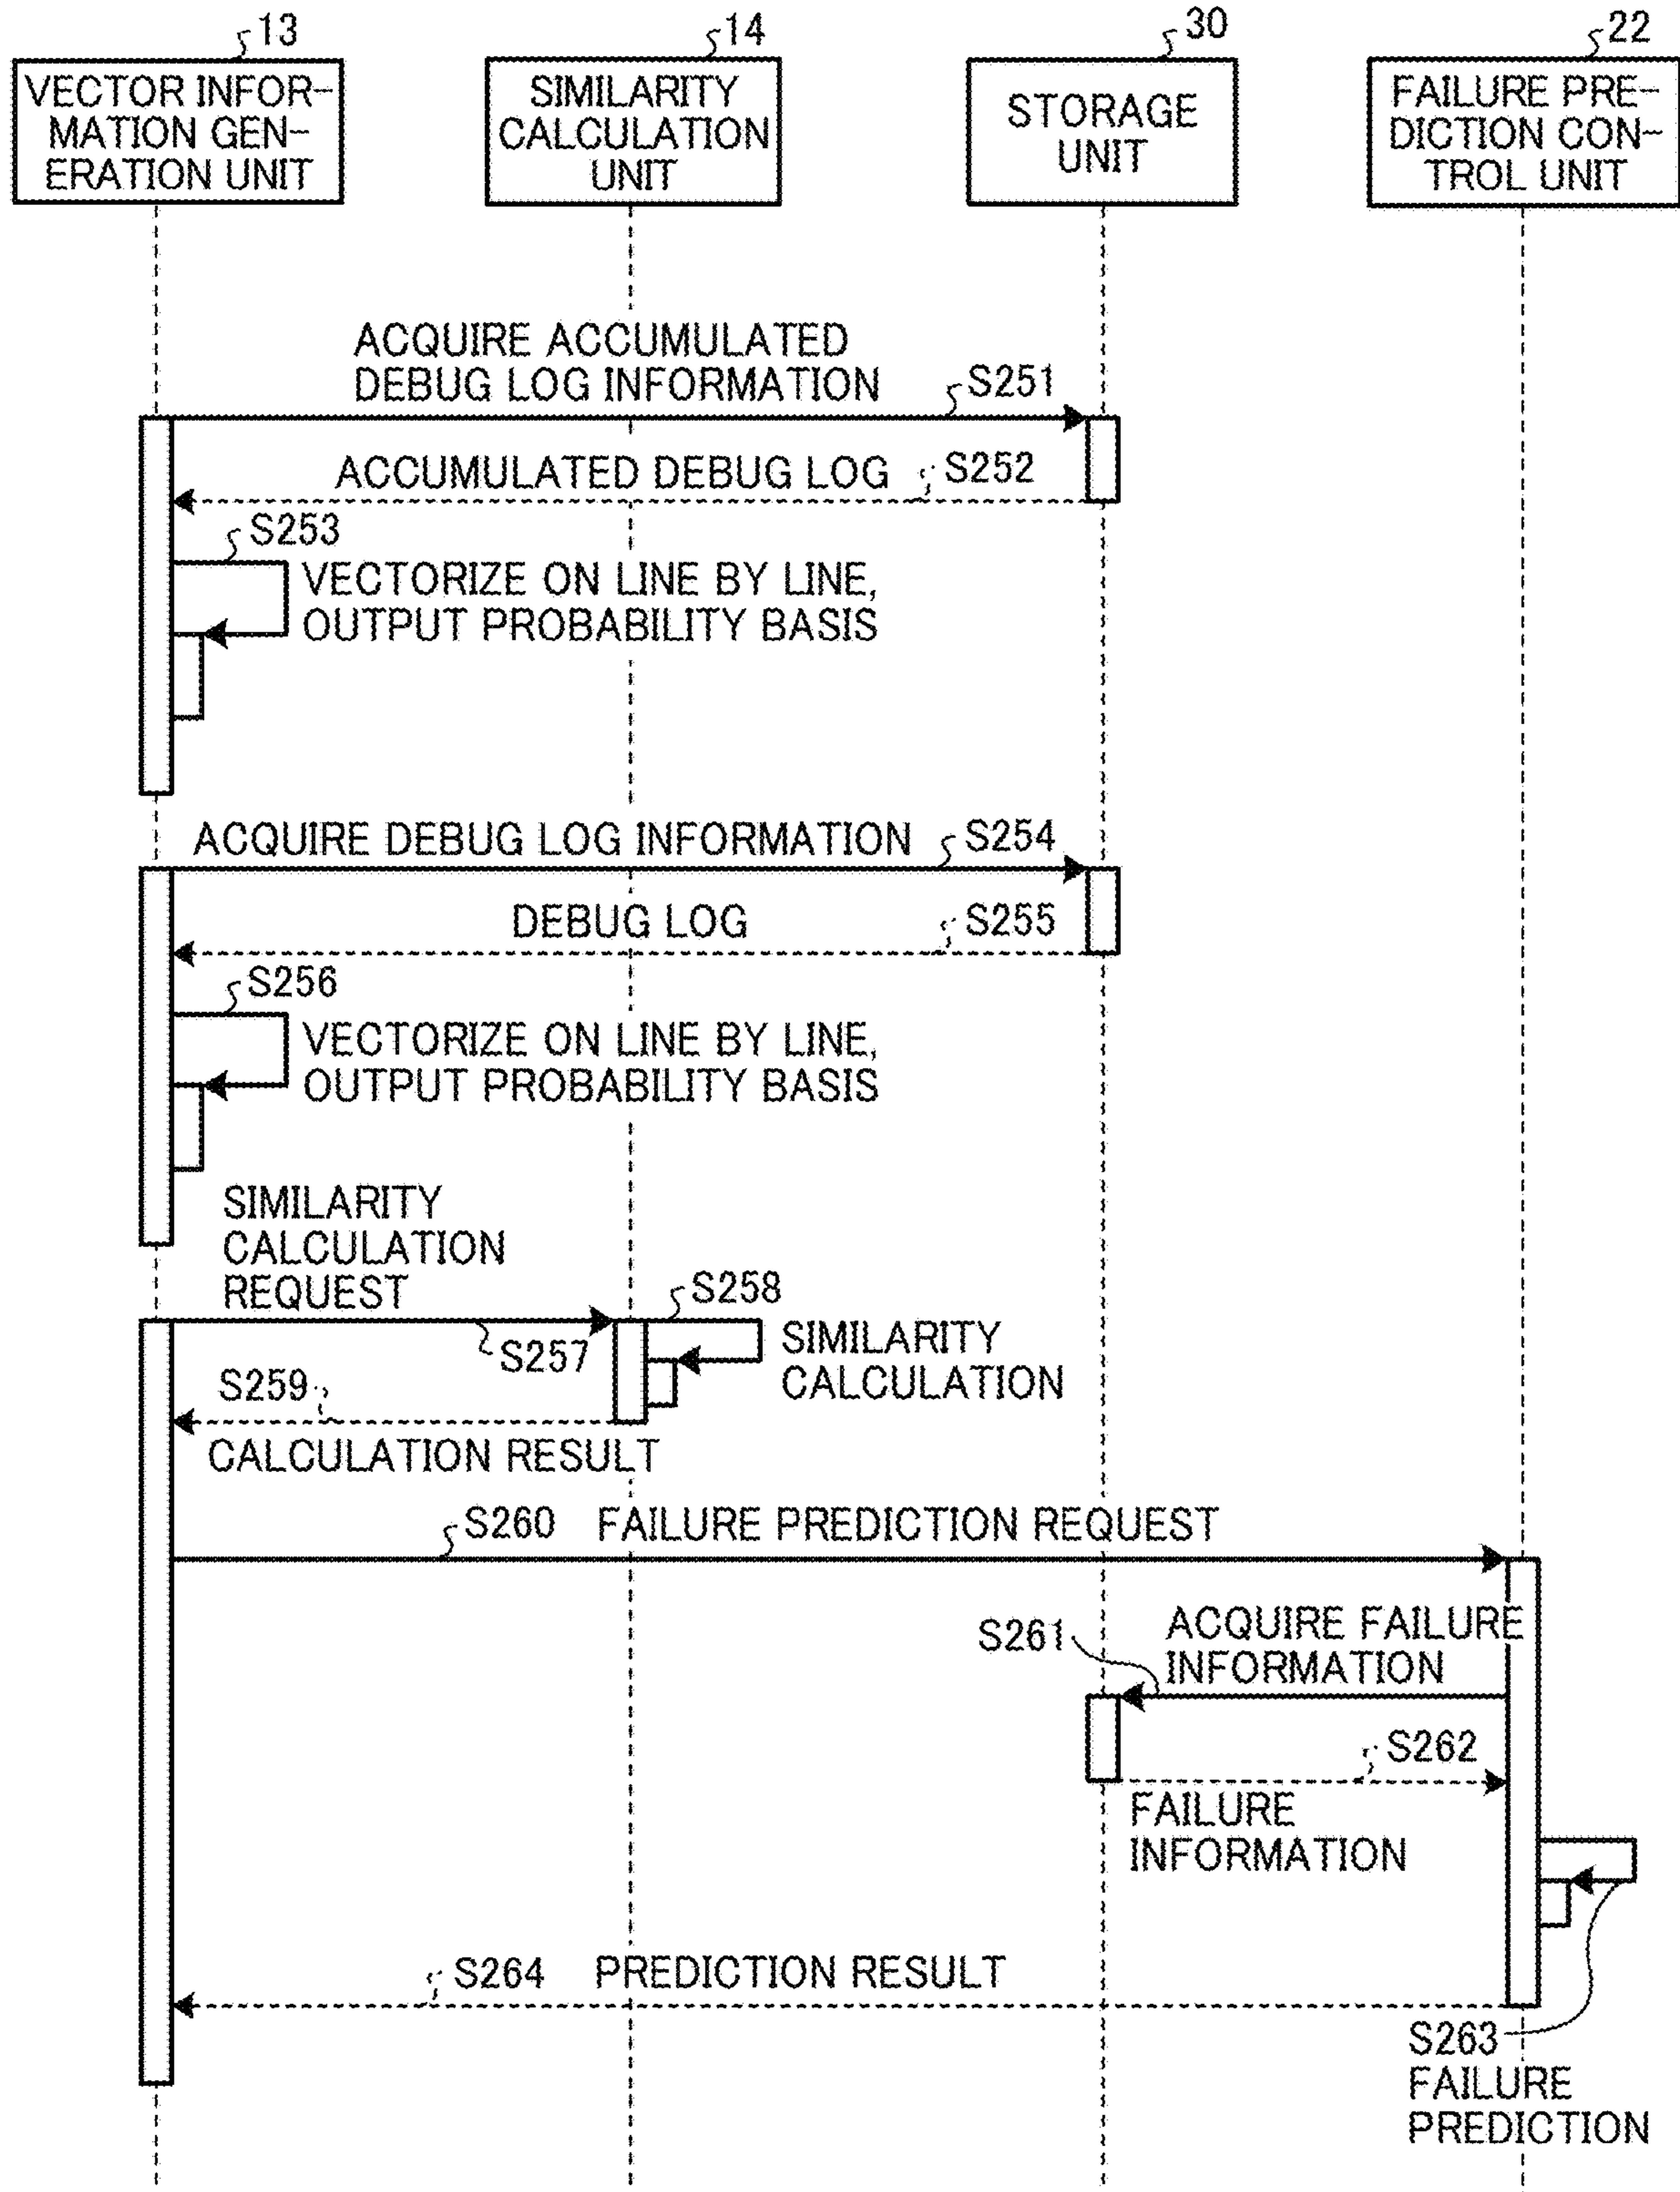 13
VECTOR INFOR-
MATION GEN-
ERATION UNIT
14
SIMILARITY
CALCULATION
UNIT
30
STORAGE
UNIT
22
FAILURE PRE-
DICTION CON-
TROL UNIT
ACQUIRE ACCUMULATED
DEBUG LOG INFORMATION
S251
ACCUMULATED DEBUG LOG
S252
S253
VECTORIZE ON LINE BY LINE,
OUTPUT PROBABILITY BASIS
ACQUIRE DEBUG LOG INFORMATION
S254
DEBUG LOG
S255
S256
VECTORIZE ON LINE BY LINE,
OUTPUT PROBABILITY BASIS
SIMILARITY
CALCULATION
REQUEST
S257
S258
SIMILARITY
CALCULATION
S259
CALCULATION RESULT
S260 FAILURE PREDICTION REQUEST
S261
ACQUIRE FAILURE
INFORMATION
S262
FAILURE
INFORMATION
S264 PREDICTION RESULT
S263
FAILURE
PREDICTION